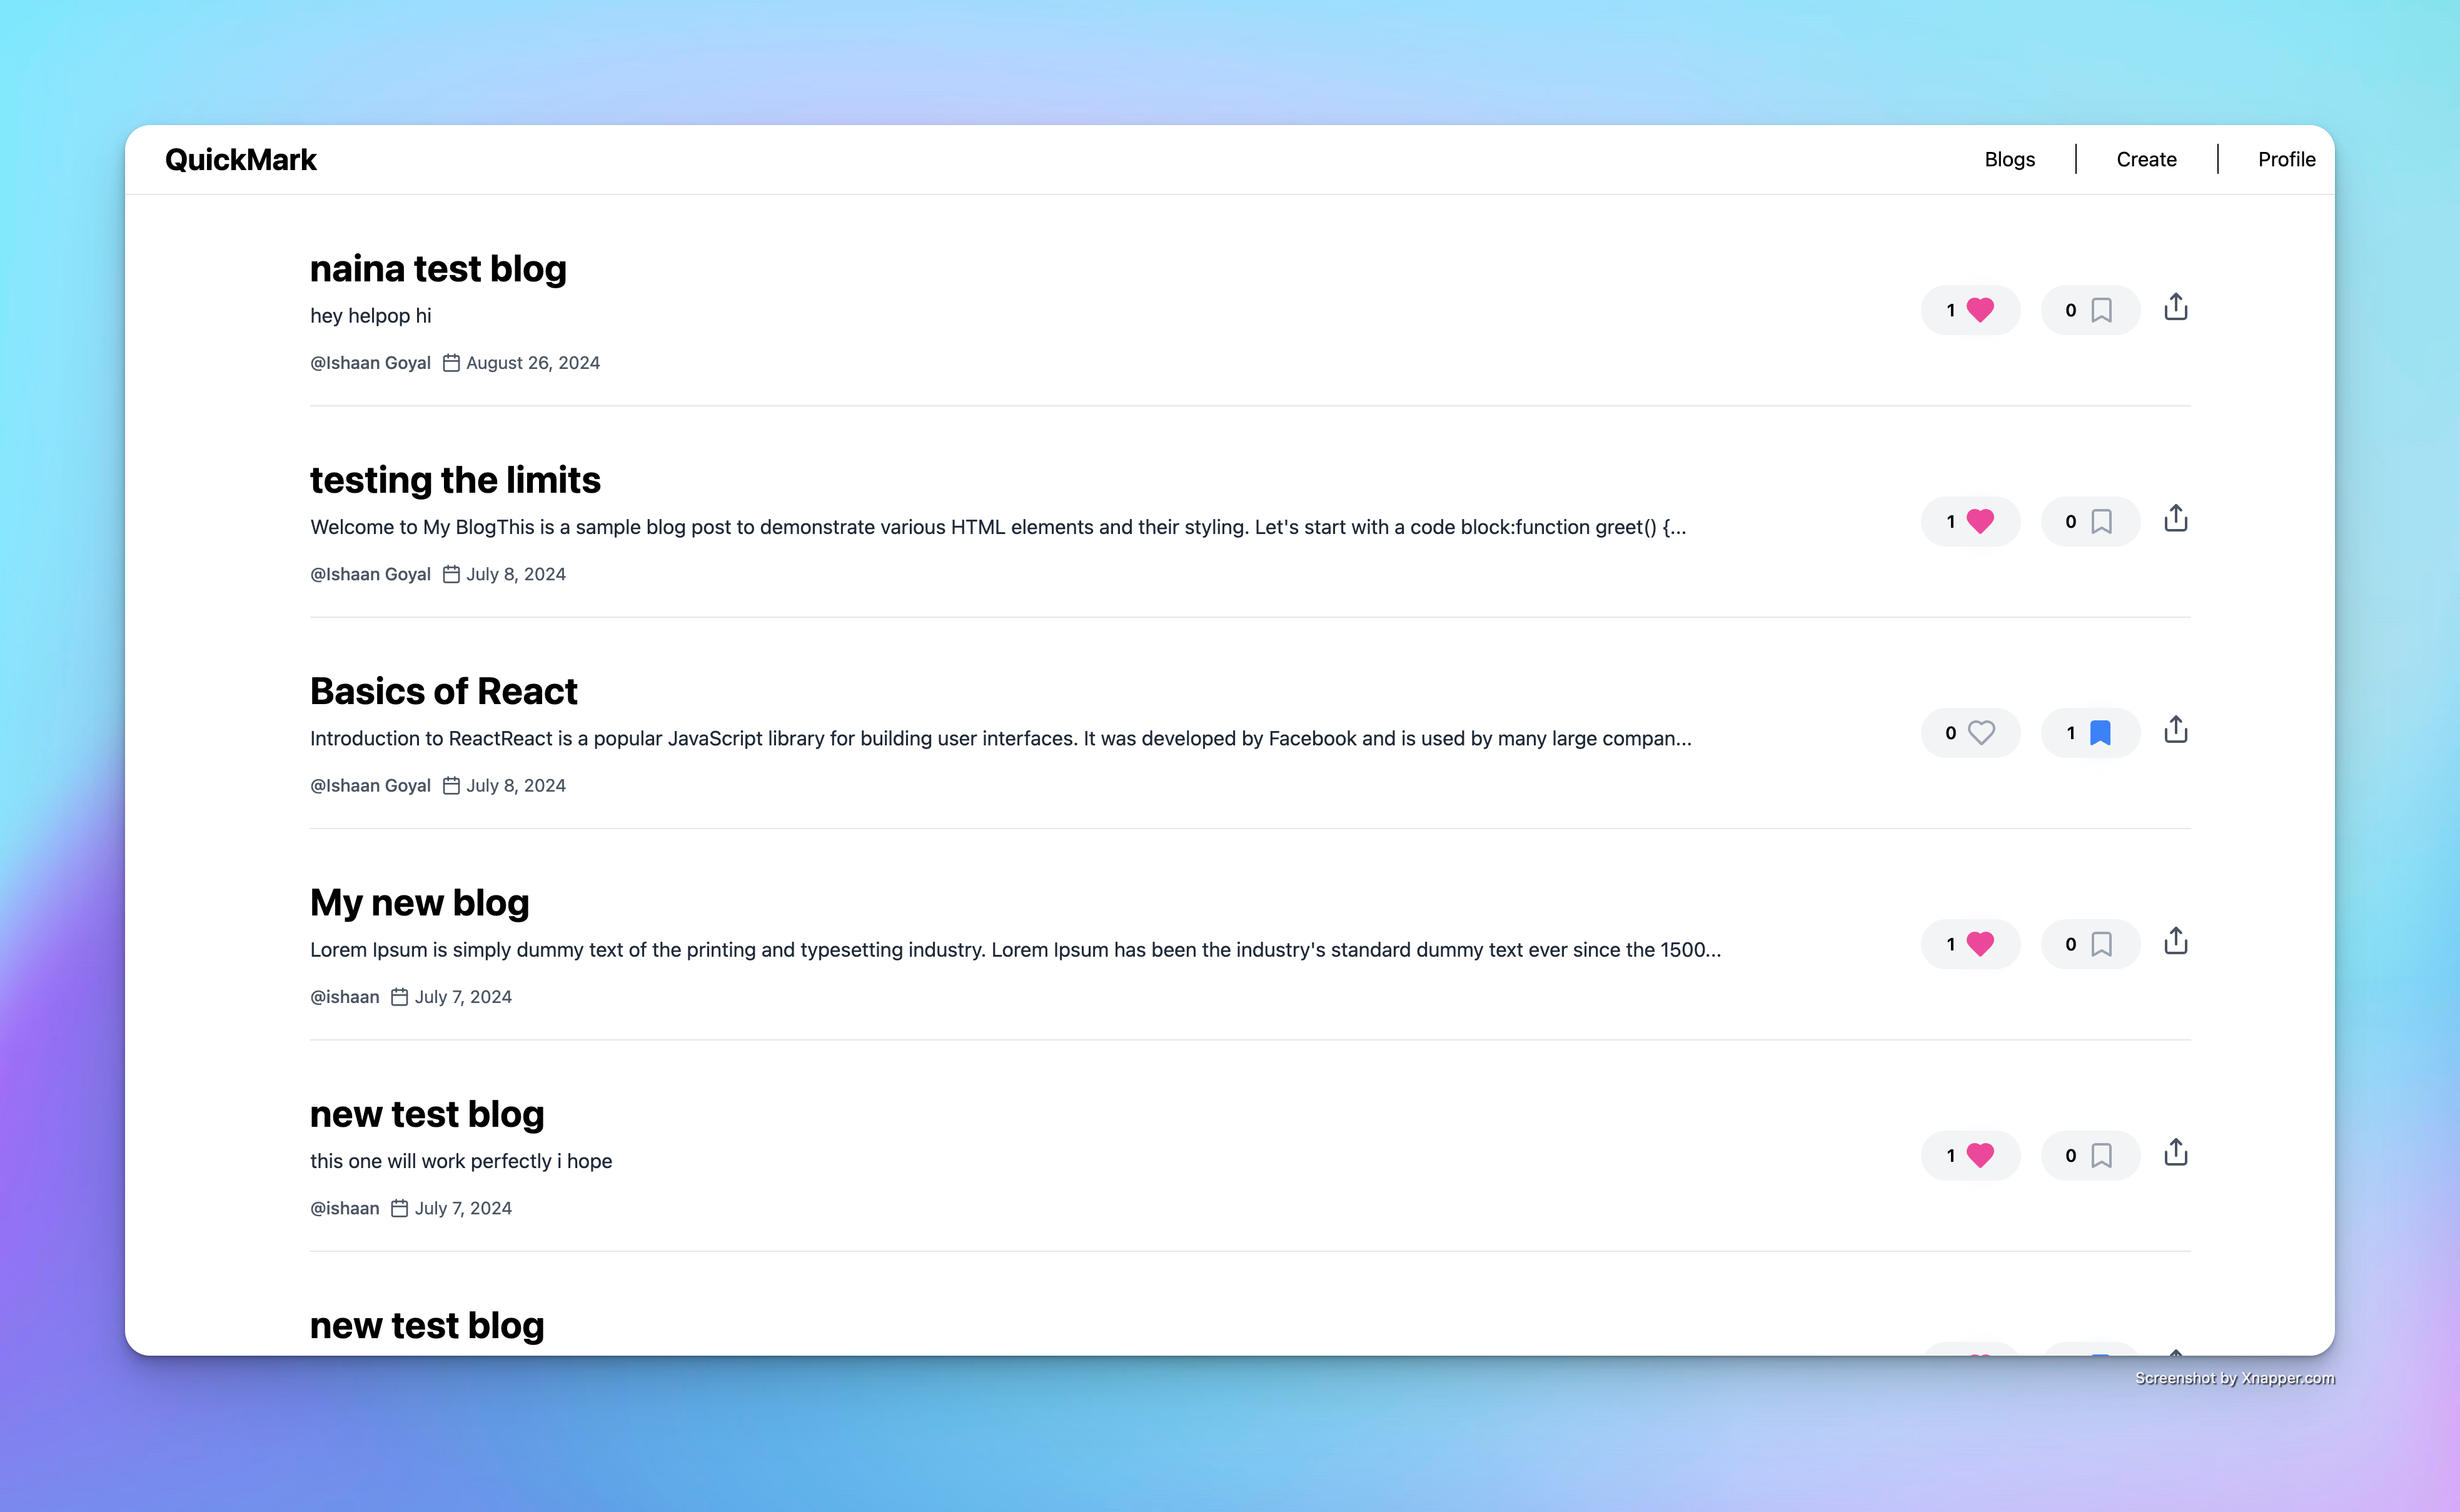 QuickMark
Blogs
Create
Profile
naina test blog
hey helpop hi
1
0
@Ishaan Goyal August 26, 2024
testing the limits
Welcome to My BlogThis is a sample blog post to demonstrate various HTML elements and their styling. Let's start with a code block:function greet() {...
1
0
@Ishaan Goyal July 8, 2024
Basics of React
Introduction to ReactReact is a popular JavaScript library for building user interfaces. It was developed by Facebook and is used by many large compan...
0
1
@Ishaan Goyal July 8, 2024
My new blog
Lorem Ipsum is simply dummy text of the printing and typesetting industry. Lorem Ipsum has been the industry's standard dummy text ever since the 1500...
1
0
@ishaan July 7, 2024
new test blog
this one will work perfectly i hope
1
0
@ishaan July 7, 2024
new test blog
Screenshot by Xnapper.com